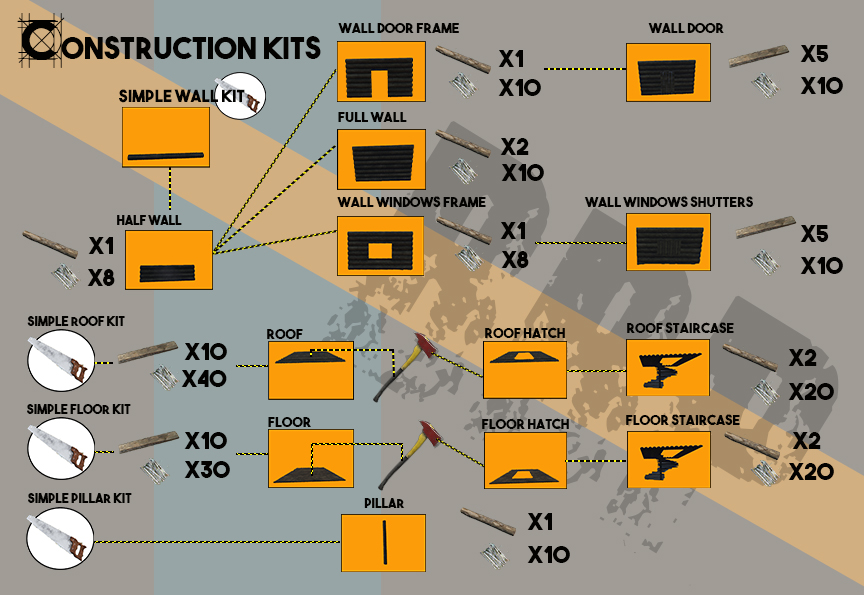 CONSTRUCTION KITS
WALL DOOR FRAME
X1
X10
WALL DOOR
X5
X10
SIMPLE WALL KIT
FULL WALL
X2
X10
HALF WALL
X1
X8
WALL WINDOWS FRAME
X1
X8
WALL WINDOWS SHUTTERS
X5
X10
SIMPLE ROOF KIT
X10
X40
ROOF
ROOF HATCH
ROOF STAIRCASE
X2
X20
SIMPLE FLOOR KIT
X10
X30
FLOOR
FLOOR HATCH
FLOOR STAIRCASE
X2
X20
SIMPLE PILLAR KIT
PILLAR
X1
X10